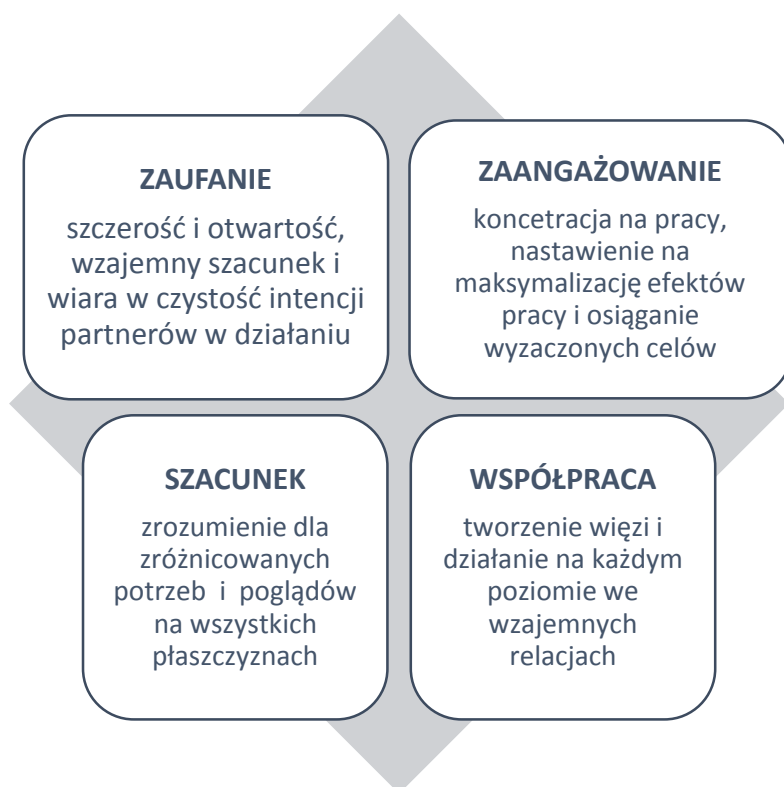 ZAUFANIE
szczerość i otwartość,
wzajemny szacunek i
wiara w czystość intencji
partnerów w działaniu
ZAANGAŻOWANIE
koncetracja na pracy,
nastawienie na
maksymalizację efektów
pracy i osiąganie
wyzaczonych celów
SZACUNEK
zrozumienie dla
zróżnicowanych
potrzeb i poglądów
na wszystkich
płaszczyznach
WSPÓŁPRACA
tworzenie więzi i
działanie na każdym
poziomie we
wzajemnych
relacjach